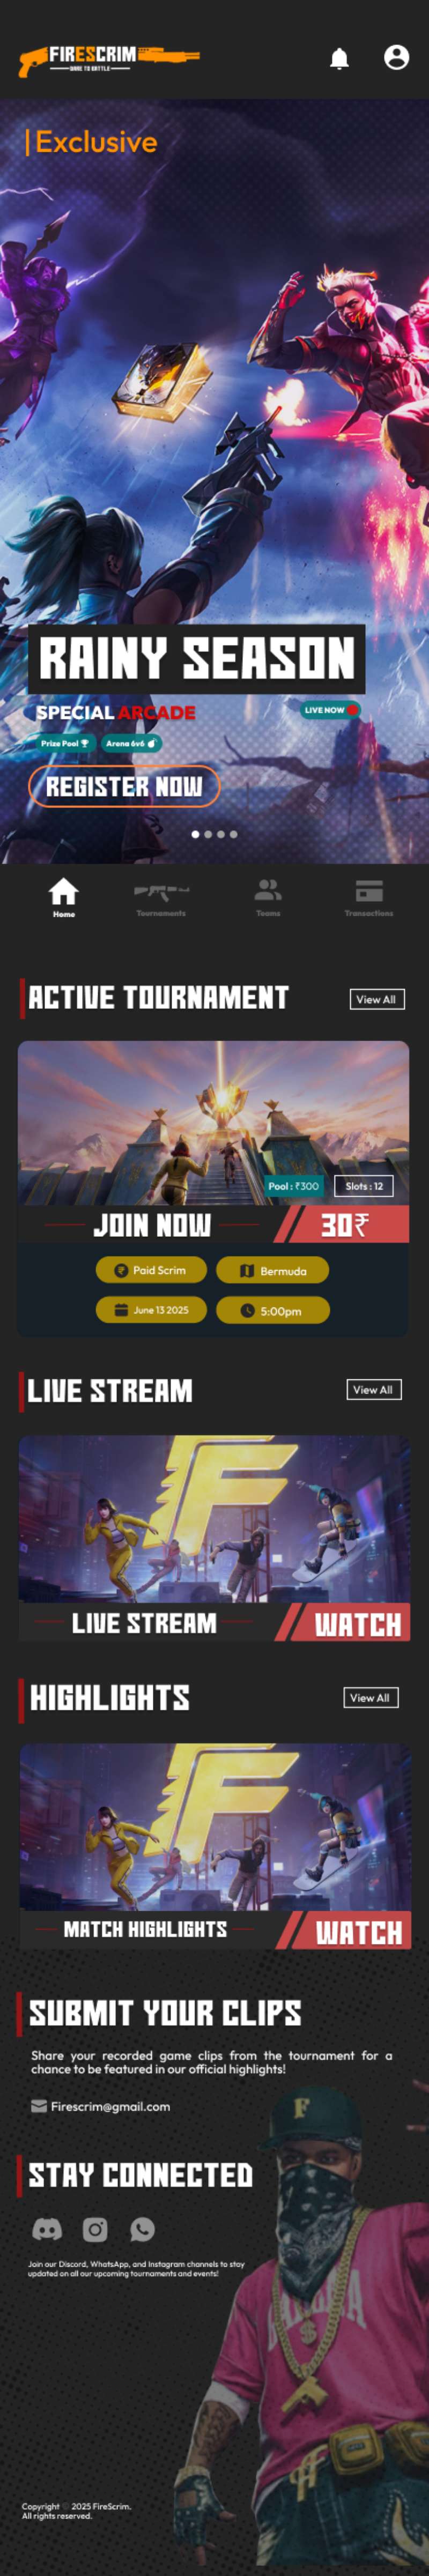 FIRESCRIM
DARE TO BATTLE
|Exclusive
RAINY SEASON
SPECIAL ARCADE
LIVE NOW
Prize Pool
Arena 6v6
REGISTER NOW
Home
Tournaments
Teams
Transactions
ACTIVE TOURNAMENT
View All
Pool : ₹300
Slots : 12
JOIN NOW
30₹
Paid Scrim
Bermuda
June 13 2025
5:00pm
LIVE STREAM
View All
F
LIVE STREAM
WATCH
HIGHLIGHTS
View All
F
MATCH HIGHLIGHTS
WATCH
SUBMIT YOUR CLIPS
Share your recorded game clips from the tournament for a
chance to be featured in our official highlights!
Firescrim@gmail.com
F
STAY CONNECTED
Join our Discord, WhatsApp, and Instagram channels to stay
updated on all our upcoming tournaments and events!
Copyright 2025 FireScrim.
All rights reserved.